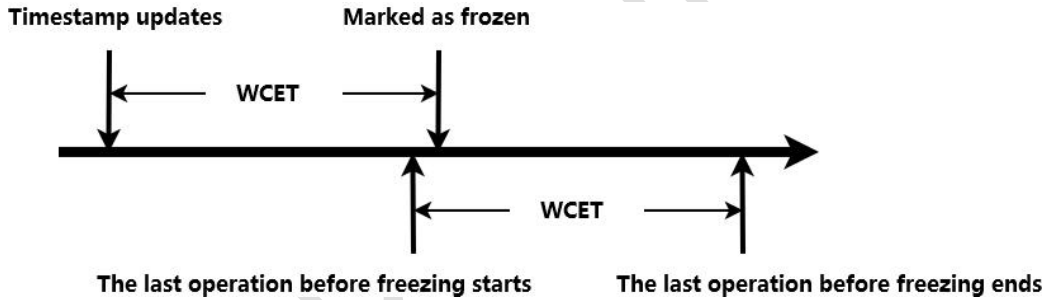 Timestamp updates
Marked as frozen
WCET
WCET
The last operation before freezing starts
The last operation before freezing ends